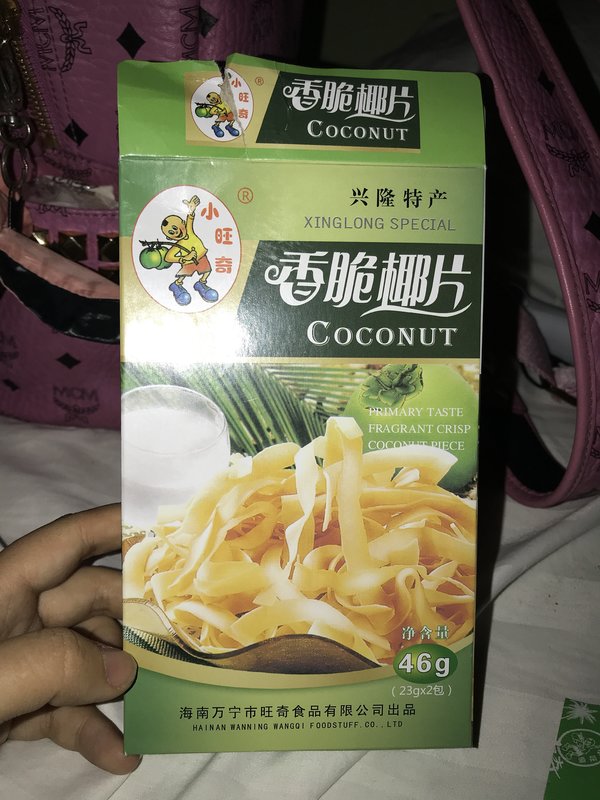 小旺奇
®
香脆椰片
COCONUT
兴隆特产
XINGLONG SPECIAL
小旺奇
®
香脆椰片
COCONUT
PRIMARY TASTE
FRAGRANT CRISP
COCONUT PIECE
净含量
46g
(23gx2包)
海南万宁市旺奇食品有限公司出品
HAINAN WANNING WANGQI FOODSTUFF.CO.,LTD
MCM
MCM